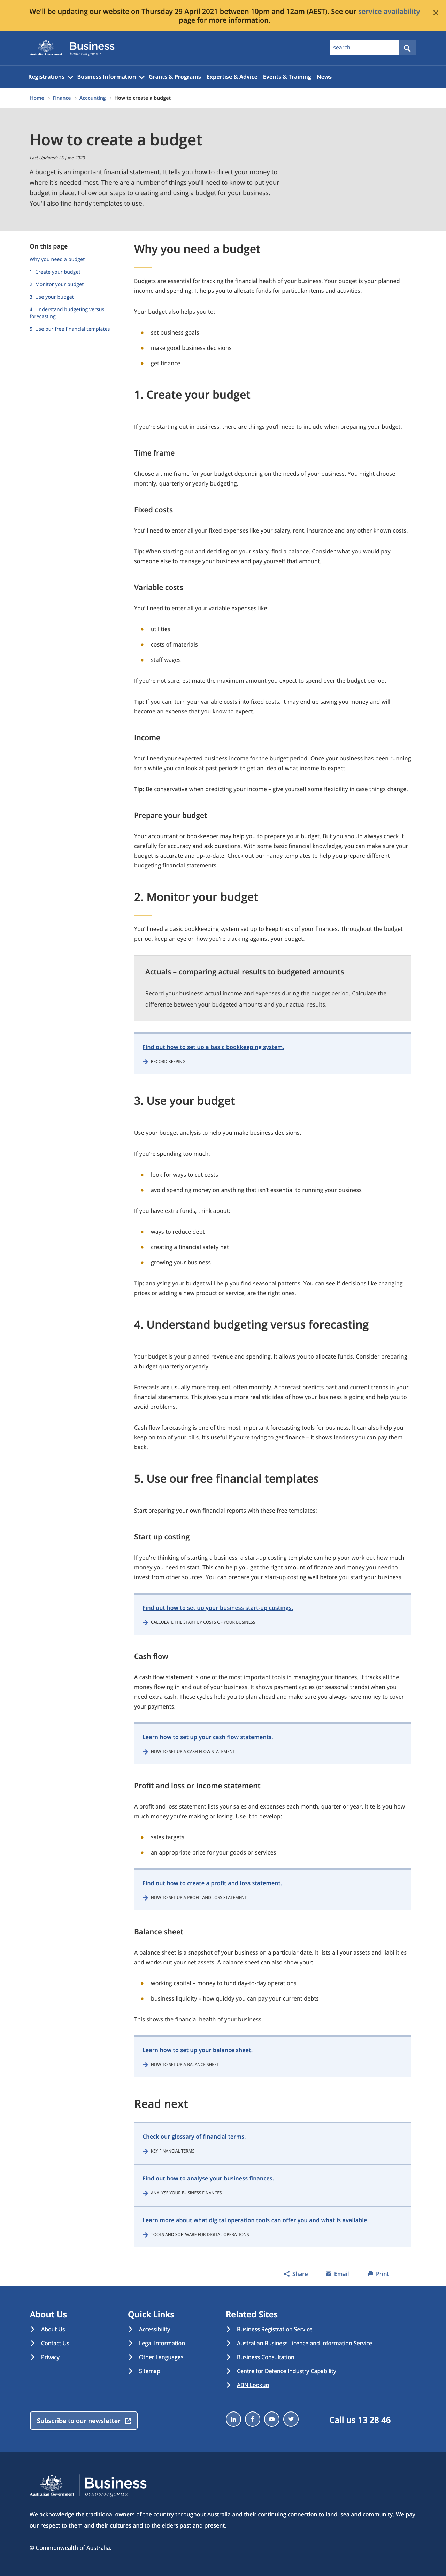 We'll be updating our website on Thursday 29 April 2021 between 10pm and 12am (AEST). See our service availability
page for more information.
Australian Government
Business
business.gov.au
search
Registrations
Business Information
Grants & Programs
Expertise & Advice
Events & Training
News
Home
Finance
Accounting
How to create a budget
How to create a budget
Last Updated: 26 June 2020
A budget is an important financial statement. It tells you how to direct your money to
where it's needed most. There are a number of things you'll need to know to put your
budget in place. Follow our steps to creating and using a budget for your business.
You'll also find handy templates to use.
On this page
Why you need a budget
1. Create your budget
2. Monitor your budget
3. Use your budget
4. Understand budgeting versus
forecasting
5. Use our free financial templates
Why you need a budget
Budgets are essential for tracking the financial health of your business. Your budget is your planned
income and spending. It helps you to allocate funds for particular items and activities.
Your budget also helps you to:
set business goals
make good business decisions
get finance
1. Create your budget
If you're starting out in business, there are things you'll need to include when preparing your budget.
Time frame
Choose a time frame for your budget depending on the needs of your business. You might choose
monthly, quarterly or yearly budgeting.
Fixed costs
You'll need to enter all your fixed expenses like your salary, rent, insurance and any other known costs.
Tip: When starting out and deciding on your salary, find a balance. Consider what you would pay
someone else to manage your business and pay yourself that amount.
Variable costs
You'll need to enter all your variable expenses like:
utilities
costs of materials
staff wages
If you're not sure, estimate the maximum amount you expect to spend over the budget period.
Tip: If you can, turn your variable costs into fixed costs. It may end up saving you money and will
become an expense that you know to expect.
Income
You'll need your expected business income for the budget period. Once your business has been running
for a while you can look at past periods to get an idea of what income to expect.
Tip: Be conservative when predicting your income – give yourself some flexibility in case things change.
Prepare your budget
Your accountant or bookkeeper may help you to prepare your budget. But you should always check it
carefully for accuracy and ask questions. With some basic financial knowledge, you can make sure your
budget is accurate and up-to-date. Check out our handy templates to help you prepare different
budgeting financial statements.
2. Monitor your budget
You'll need a basic bookkeeping system set up to keep track of your finances. Throughout the budget
period, keep an eye on how you're tracking against your budget.
Actuals – comparing actual results to budgeted amounts
Record your business' actual income and expenses during the budget period. Calculate the
difference between your budgeted amounts and your actual results.
Find out how to set up a basic bookkeeping system.
RECORD KEEPING
3. Use your budget
Use your budget analysis to help you make business decisions.
If you're spending too much:
look for ways to cut costs
avoid spending money on anything that isn't essential to running your business
If you have extra funds, think about:
ways to reduce debt
creating a financial safety net
growing your business
Tip: analysing your budget will help you find seasonal patterns. You can see if decisions like changing
prices or adding a new product or service, are the right ones.
4. Understand budgeting versus forecasting
Your budget is your planned revenue and spending. It allows you to allocate funds. Consider preparing
a budget quarterly or yearly.
Forecasts are usually more frequent, often monthly. A forecast predicts past and current trends in your
financial statements. This gives you a more realistic idea of how your business is going and help you to
avoid problems.
Cash flow forecasting is one of the most important forecasting tools for business. It can also help you
keep on top of your bills. It's useful if you're trying to get finance – it shows lenders you can pay them
back.
5. Use our free financial templates
Start preparing your own financial reports with these free templates:
Start up costing
If you're thinking of starting a business, a start-up costing template can help your work out how much
money you need to start. This can help you get the right amount of finance and money you need to
invest from other sources. You can prepare your start-up costing well before you start your business.
Find out how to set up your business start-up costings.
CALCULATE THE START UP COSTS OF YOUR BUSINESS
Cash flow
A cash flow statement is one of the most important tools in managing your finances. It tracks all the
money flowing in and out of your business. It shows payment cycles (or seasonal trends) when you
need extra cash. These cycles help you to plan ahead and make sure you always have money to cover
your payments.
Learn how to set up your cash flow statements.
HOW TO SET UP A CASH FLOW STATEMENT
Profit and loss or income statement
A profit and loss statement lists your sales and expenses each month, quarter or year. It tells you how
much money you're making or losing. Use it to develop:
sales targets
an appropriate price for your goods or services
Find out how to create a profit and loss statement.
HOW TO SET UP A PROFIT AND LOSS STATEMENT
Balance sheet
A balance sheet is a snapshot of your business on a particular date. It lists all your assets and liabilities
and works out your net assets. A balance sheet can also show your:
working capital – money to fund day-to-day operations
business liquidity – how quickly you can pay your current debts
This shows the financial health of your business.
Learn how to set up your balance sheet.
HOW TO SET UP A BALANCE SHEET
Read next
Check our glossary of financial terms.
KEY FINANCIAL TERMS
Find out how to analyse your business finances.
ANALYSE YOUR BUSINESS FINANCES
Learn more about what digital operation tools can offer you and what is available.
TOOLS AND SOFTWARE FOR DIGITAL OPERATIONS
Share
Email
Print
About Us
About Us
Contact Us
Privacy
Quick Links
Accessibility
Legal Information
Other Languages
Sitemap
Related Sites
Business Registration Service
Australian Business Licence and Information Service
Business Consultation
Centre for Defence Industry Capability
ABN Lookup
Subscribe to our newsletter
Call us 13 28 46
Australian Government
Business
business.gov.au
We acknowledge the traditional owners of the country throughout Australia and their continuing connection to land, sea and community. We pay
our respect to them and their cultures and to the elders past and present.
© Commonwealth of Australia.